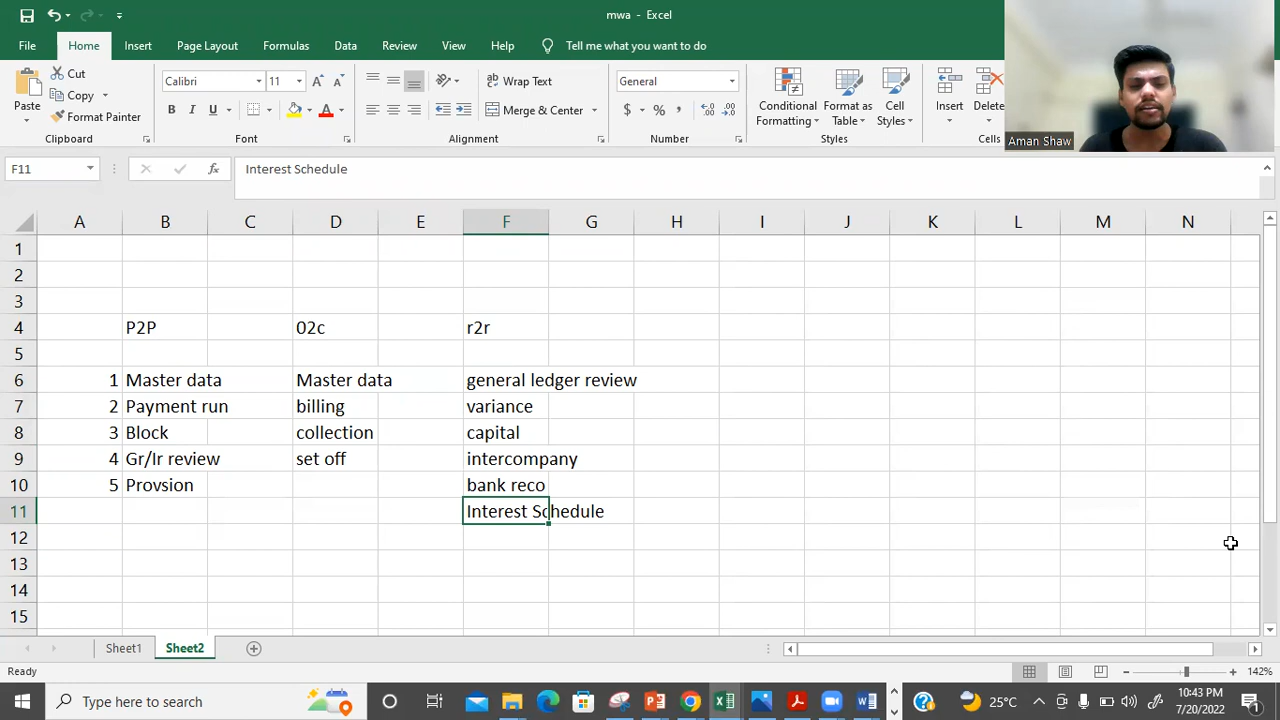 mwa - Excel
File Home Insert Page Layout Formulas Data Review View Help Tell me what you want to do
Paste
Cut
Copy
Format Painter
Clipboard
Calibri 11
B I U
Font
Wrap Text
Merge & Center
Alignment
General
$ % ,
Number
Conditional Formatting
Format as Table
Cell Styles
Styles
Insert
Delete
Cells
Aman Shaw
F11 fx Interest Schedule
A B C D E F G H I J K L M N
1
2
3
4 P2P 02c r2r
5
6 1 Master data Master data general ledger review
7 2 Payment run billing variance
8 3 Block collection capital
9 4 Gr/Ir review set off intercompany
10 5 Provsion bank reco
11 Interest Schedule
12
13
14
15
Sheet1 Sheet2
Ready 142%
Type here to search
25°C
10:43 PM
7/20/2022